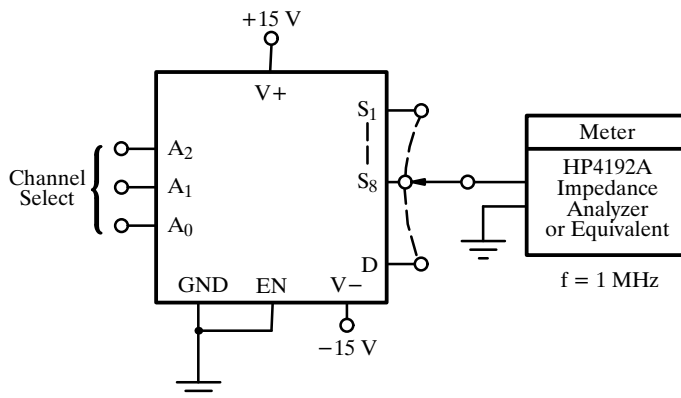 +15 V
V+
S1
A2
Channel
Select
A1
S8
A0
D
GND
EN
V−
−15 V
Meter
HP4192A
Impedance
Analyzer
or Equivalent
f = 1 MHz